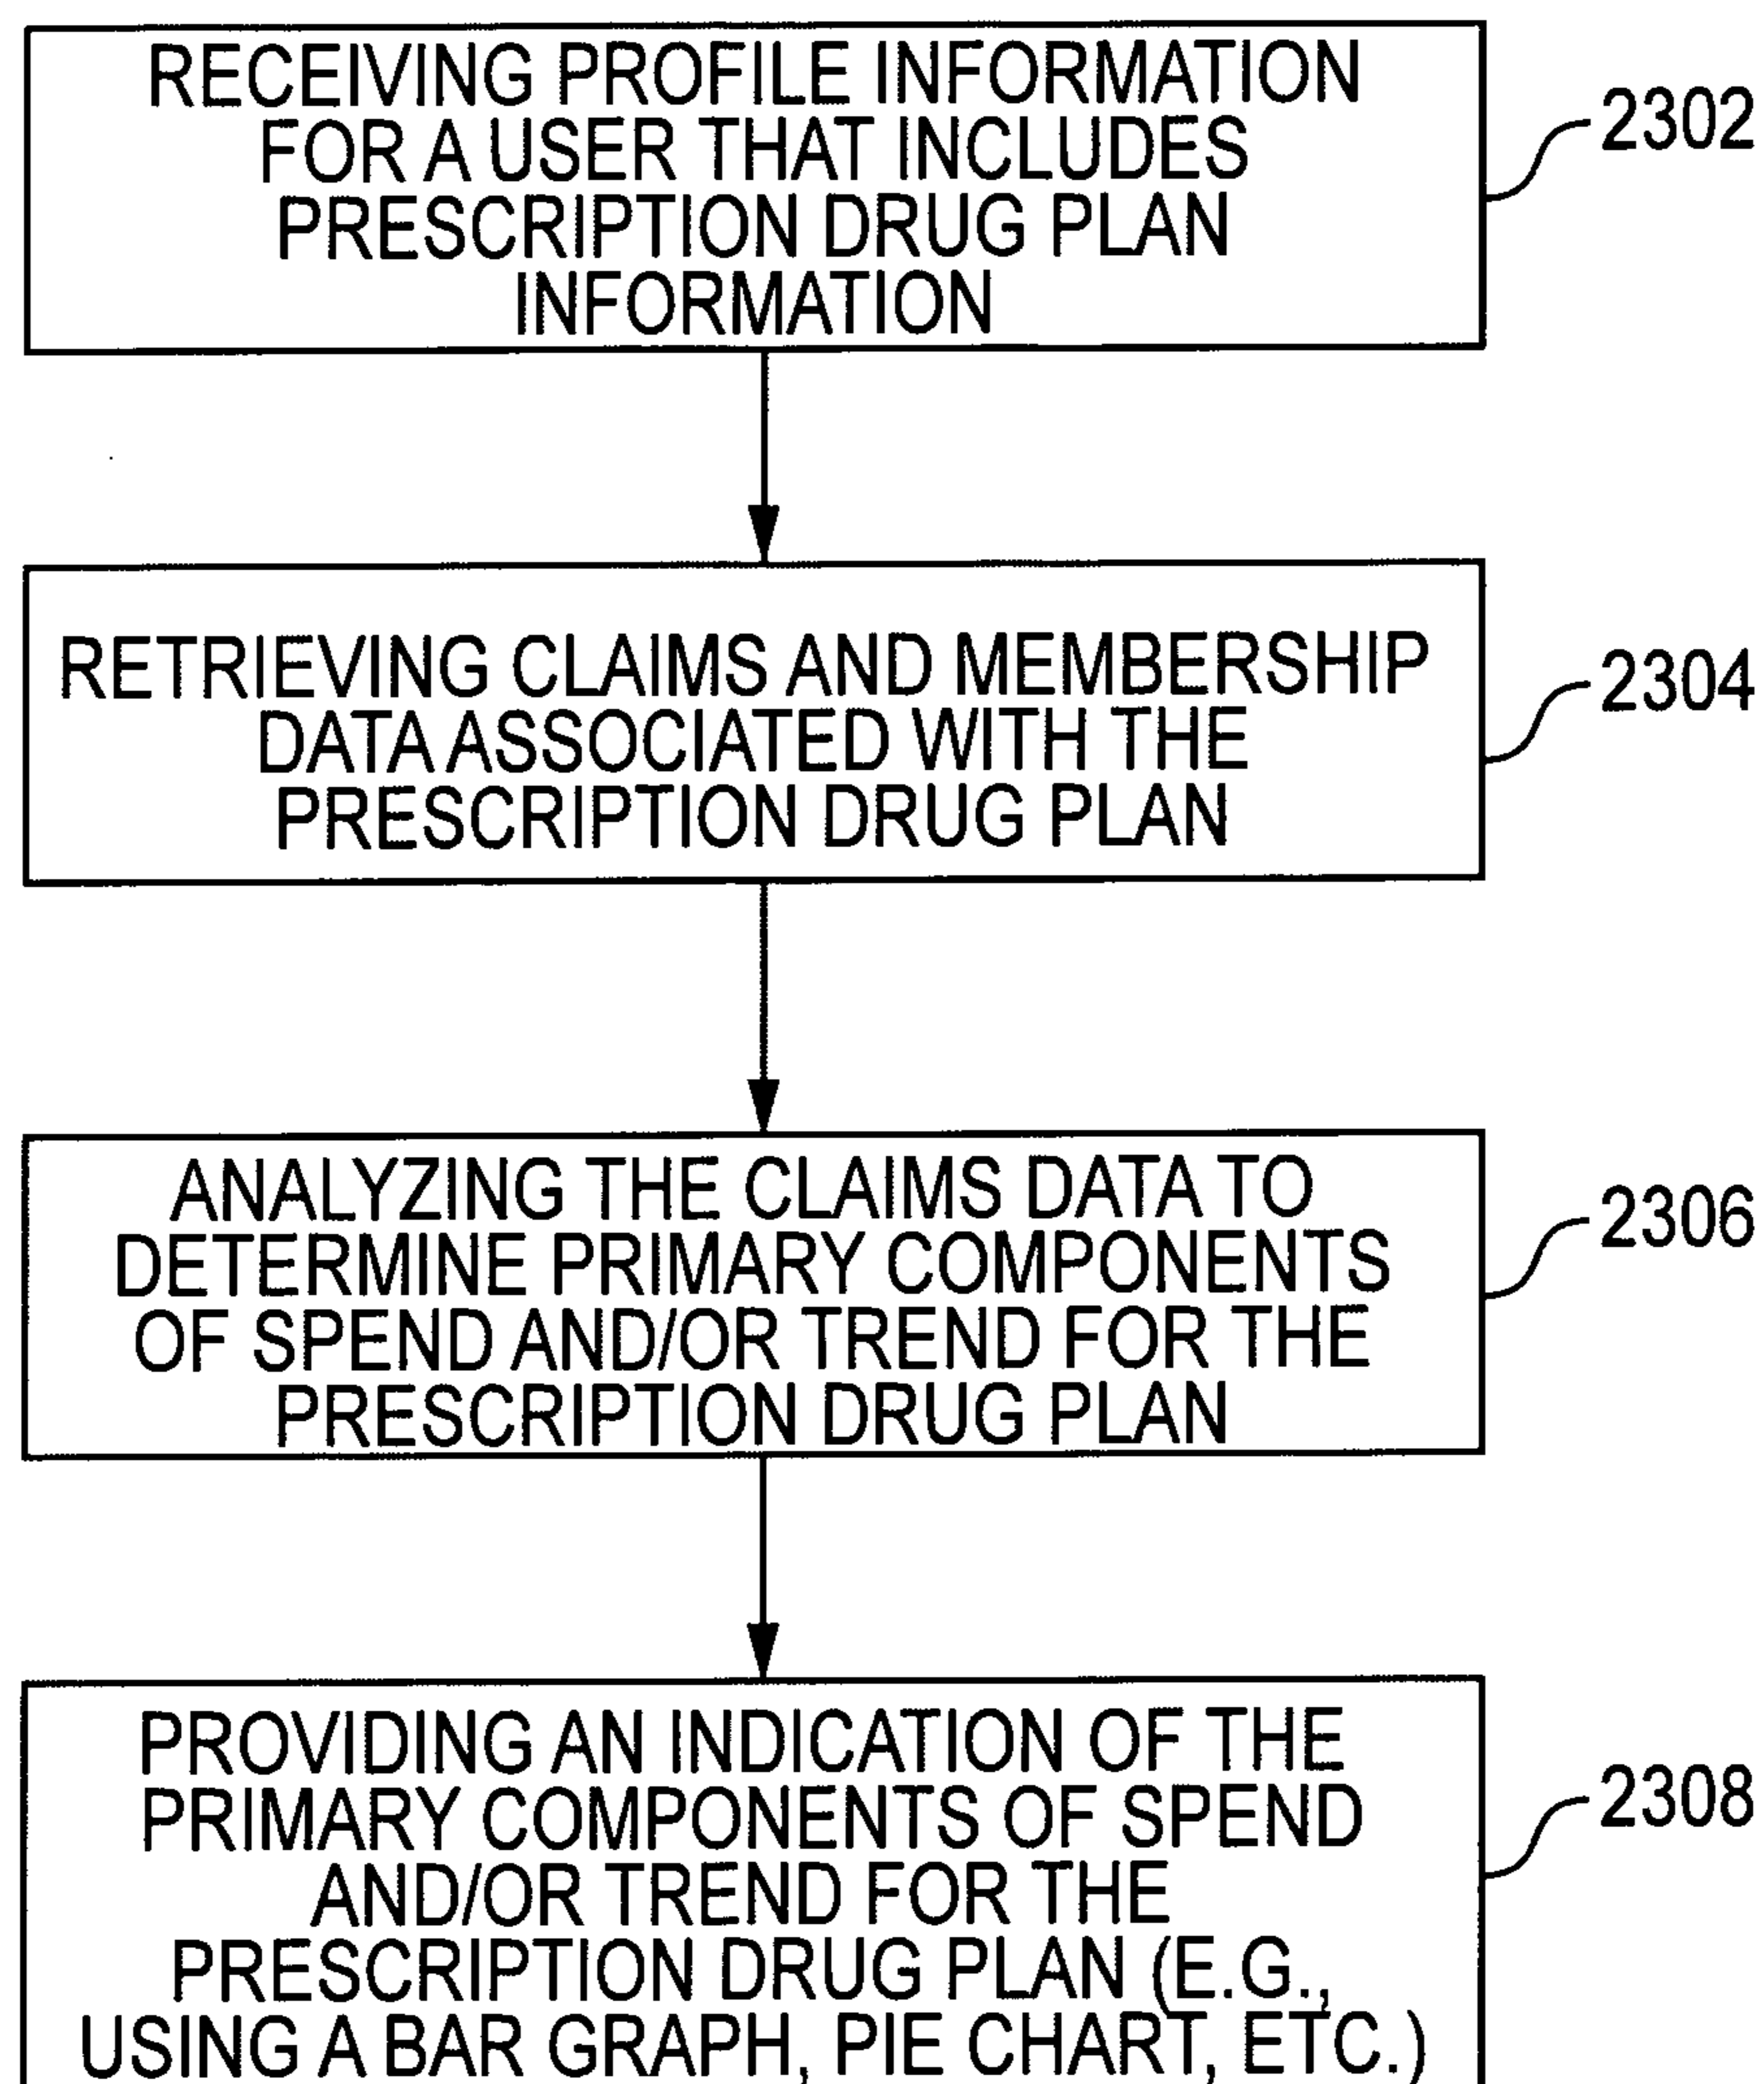 RECEIVING PROFILE INFORMATION
FOR A USER THAT INCLUDES
PRESCRIPTION DRUG PLAN
INFORMATION
2302
RETRIEVING CLAIMS AND MEMBERSHIP
DATA ASSOCIATED WITH THE
PRESCRIPTION DRUG PLAN
2304
ANALYZING THE CLAIMS DATA TO
DETERMINE PRIMARY COMPONENTS
OF SPEND AND/OR TREND FOR THE
PRESCRIPTION DRUG PLAN
2306
PROVIDING AN INDICATION OF THE
PRIMARY COMPONENTS OF SPEND
AND/OR TREND FOR THE
PRESCRIPTION DRUG PLAN (E.G.,
USING A BAR GRAPH, PIE CHART, ETC.)
2308